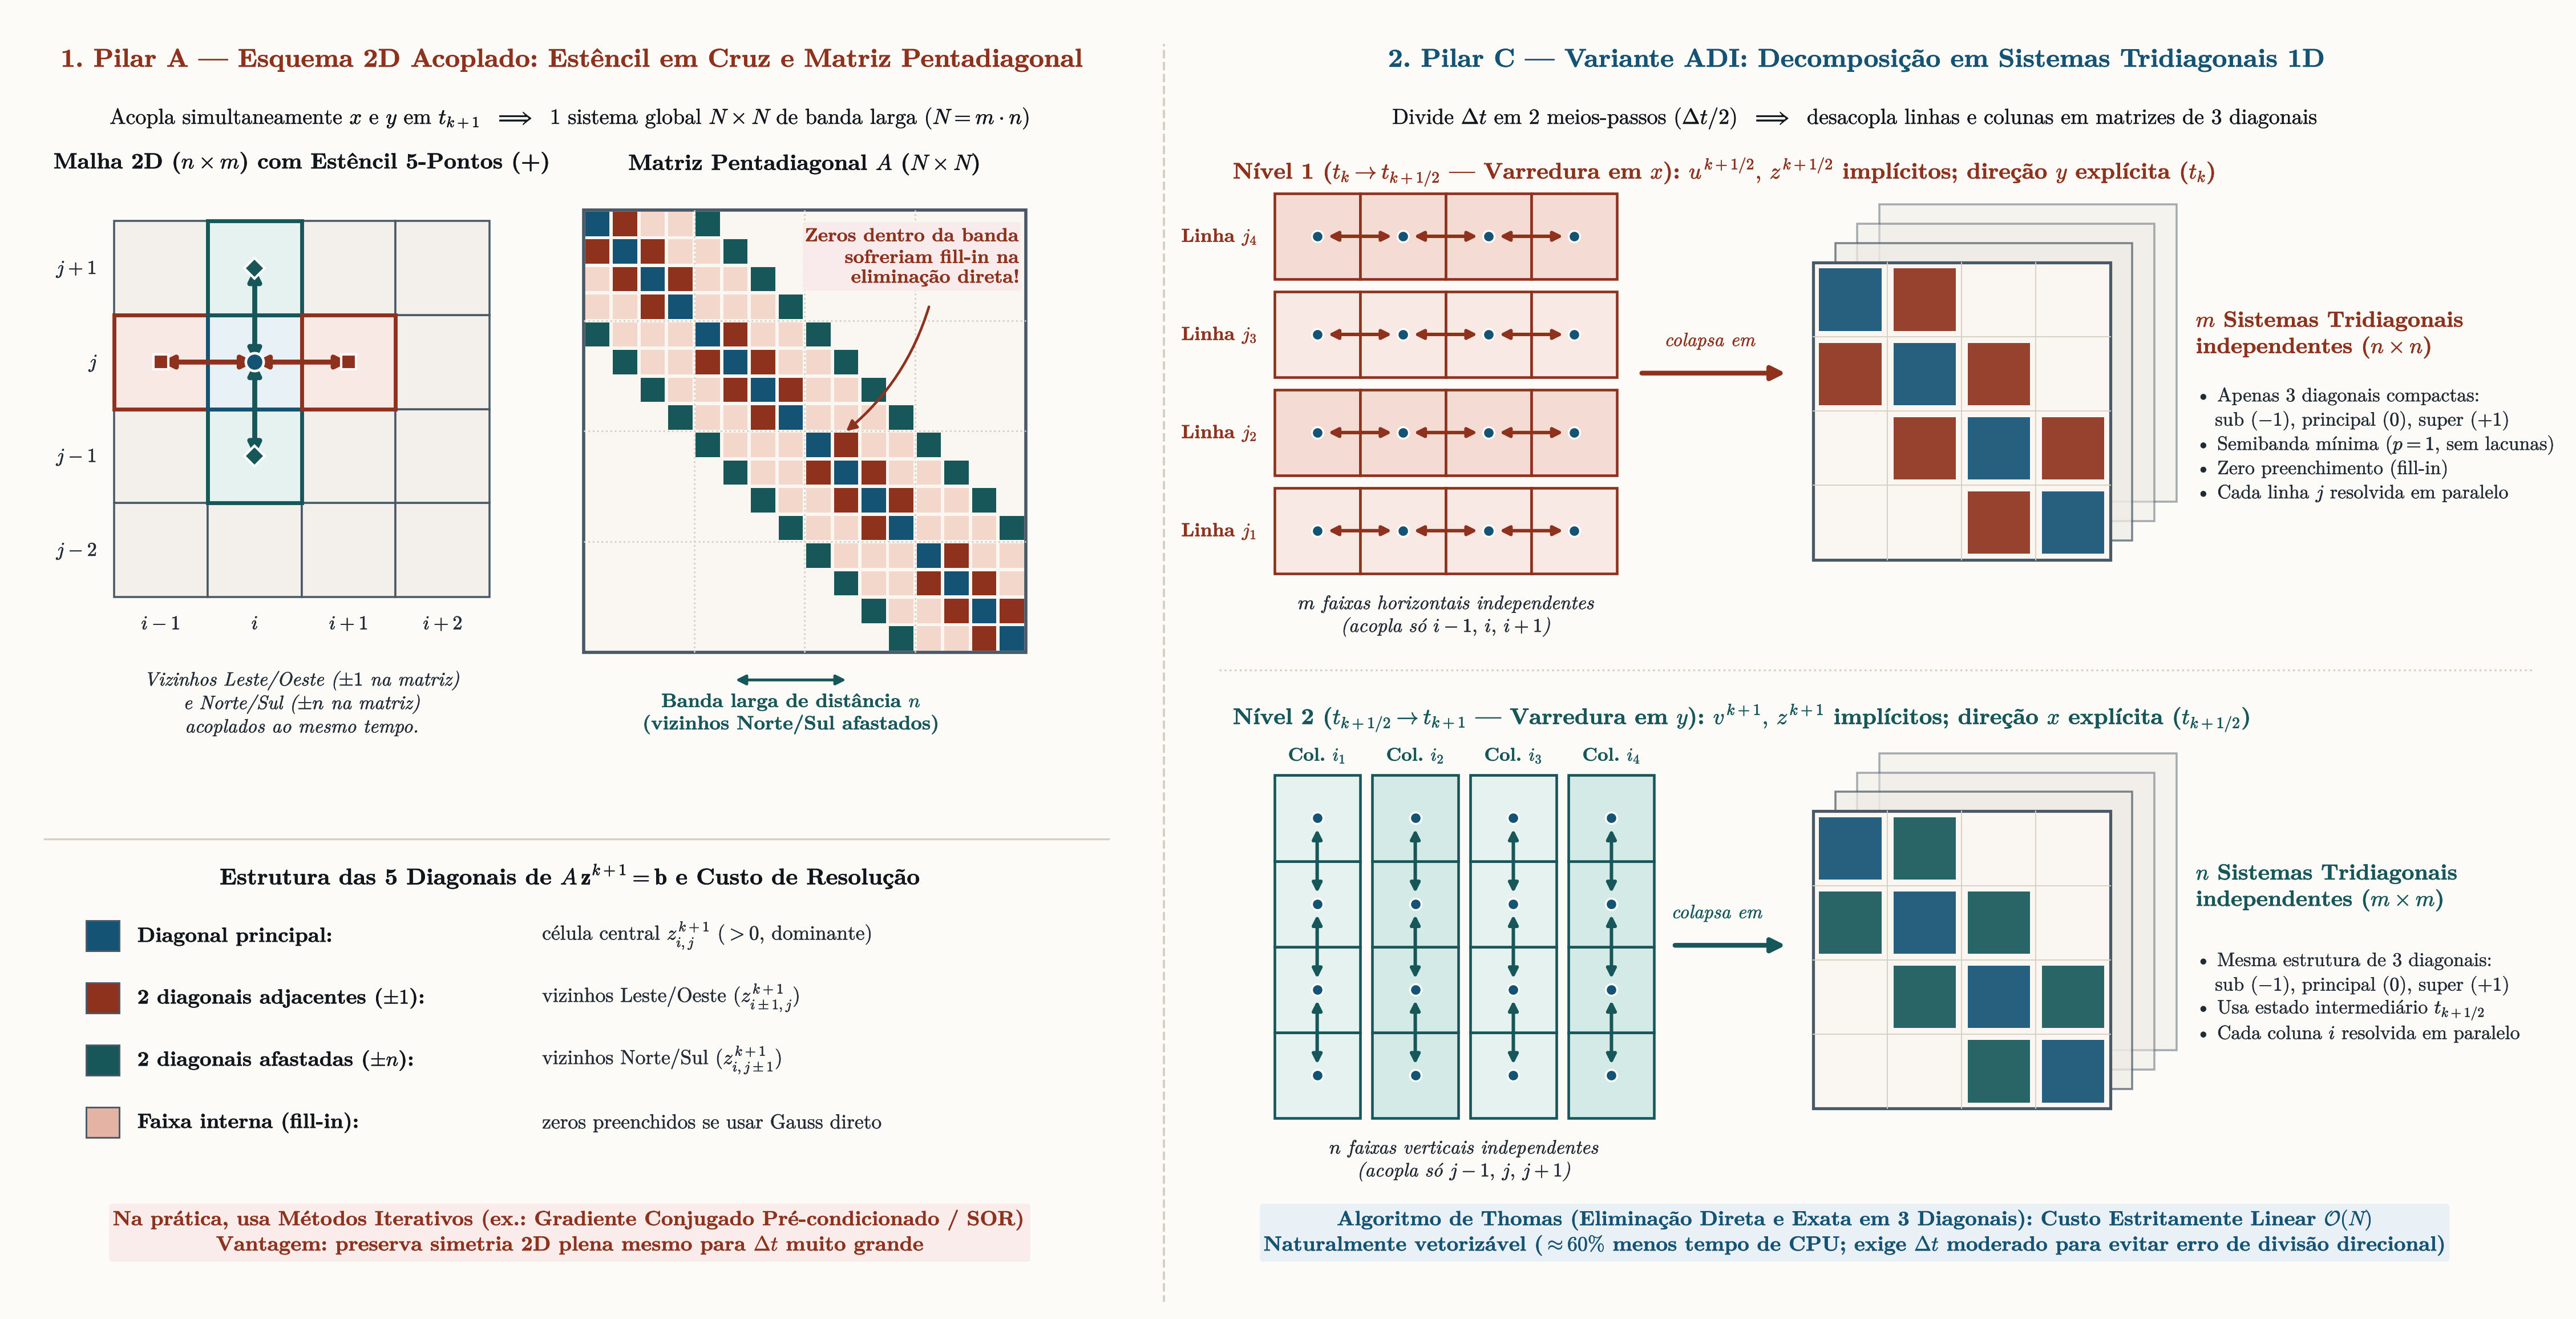 1. Pilar A — Esquema 2D Acoplado: Estêncil em Cruz e Matriz Pentadiagonal
Acopla simultaneamente x e y em t_{k+1} ⟹ 1 sistema global N × N de banda larga (N = m · n)
Malha 2D (n × m) com Estêncil 5-Pontos (+)
j + 1
j
j − 1
j − 2
i − 1
i
i + 1
i + 2
Vizinhos Leste/Oeste (±1 na matriz)
e Norte/Sul (±n na matriz)
acoplados ao mesmo tempo.
Matriz Pentadiagonal A (N × N)
Zeros dentro da banda
sofreriam fill-in na
eliminação direta!
Banda larga de distância n
(vizinhos Norte/Sul afastados)
Estrutura das 5 Diagonais de A z^{k+1} = b e Custo de Resolução
Diagonal principal: célula central z_{i,j}^{k+1} (> 0, dominante)
2 diagonais adjacentes (±1): vizinhos Leste/Oeste (z_{i±1,j}^{k+1})
2 diagonais afastadas (±n): vizinhos Norte/Sul (z_{i,j±1}^{k+1})
Faixa interna (fill-in): zeros preenchidos se usar Gauss direto
Na prática, usa Métodos Iterativos (ex.: Gradiente Conjugado Pré-condicionado / SOR)
Vantagem: preserva simetria 2D plena mesmo para Δt muito grande
2. Pilar C — Variante ADI: Decomposição em Sistemas Tridiagonais 1D
Divide Δt em 2 meios-passos (Δt/2) ⟹ desacopla linhas e colunas em matrizes de 3 diagonais
Nível 1 (t_k → t_{k+1/2} — Varredura em x): u^{k+1/2}, z^{k+1/2} implícitos; direção y explícita (t_k)
Linha j₄
Linha j₃
Linha j₂
Linha j₁
m faixas horizontais independentes
(acopla só i − 1, i, i + 1)
colapsa em
m Sistemas Tridiagonais
independentes (n × n)
• Apenas 3 diagonais compactas:
sub (−1), principal (0), super (+1)
• Semibanda mínima (p = 1, sem lacunas)
• Zero preenchimento (fill-in)
• Cada linha j resolvida em paralelo
Nível 2 (t_{k+1/2} → t_{k+1} — Varredura em y): v^{k+1}, z^{k+1} implícitos; direção x explícita (t_{k+1/2})
Col. i₁ Col. i₂ Col. i₃ Col. i₄
n faixas verticais independentes
(acopla só j − 1, j, j + 1)
colapsa em
n Sistemas Tridiagonais
independentes (m × m)
• Mesma estrutura de 3 diagonais:
sub (−1), principal (0), super (+1)
• Usa estado intermediário t_{k+1/2}
• Cada coluna i resolvida em paralelo
Algoritmo de Thomas (Eliminação Direta e Exata em 3 Diagonais): Custo Estritamente Linear 𝒪(N)
Naturalmente vetorizável (≈60% menos tempo de CPU; exige Δt moderado para evitar erro de divisão direcional)